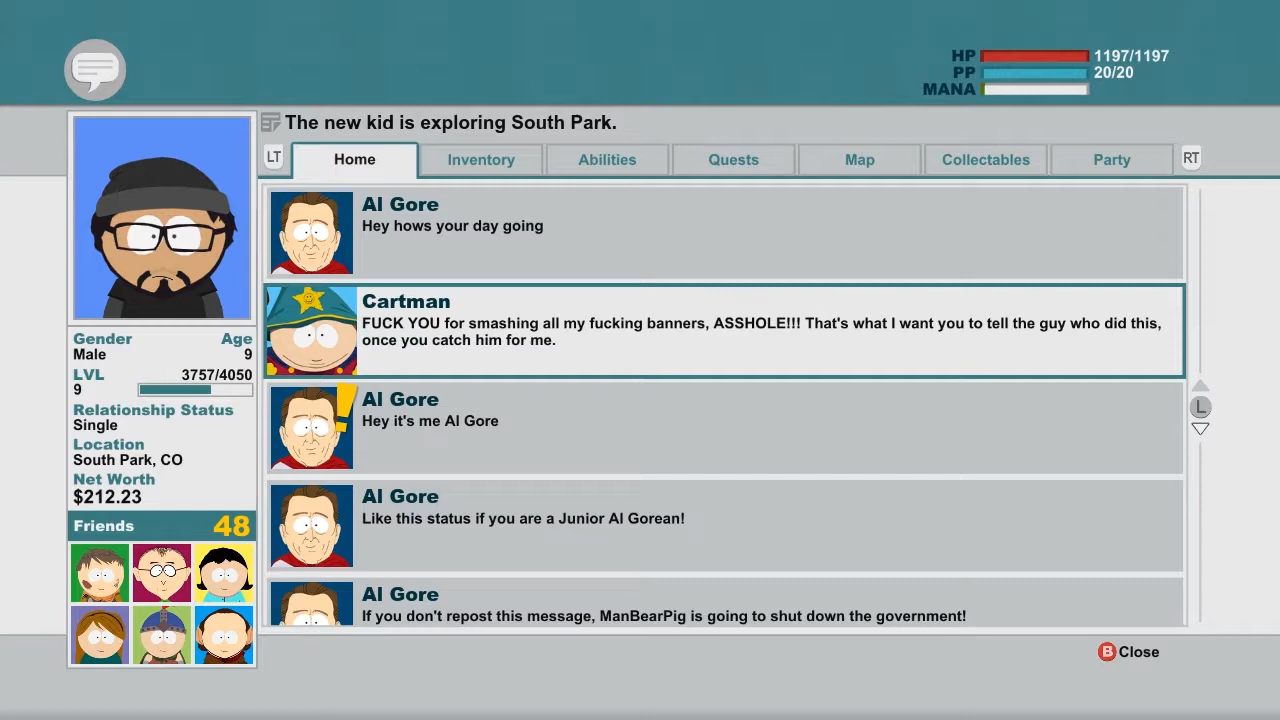 HP 1197/1197
PP 20/20
MANA
The new kid is exploring South Park.
LT Home Inventory Abilities Quests Map Collectables Party RT
Gender Age
Male 9
LVL 3757/4050
9
Relationship Status
Single
Location
South Park, CO
Net Worth
$212.23
Friends 48
Al Gore
Hey hows your day going
Cartman
FUCK YOU for smashing all my fucking banners, ASSHOLE!!! That's what I want you to tell the guy who did this,
once you catch him for me.
Al Gore
Hey it's me Al Gore
Al Gore
Like this status if you are a Junior Al Gorean!
Al Gore
If you don't repost this message, ManBearPig is going to shut down the government!
L
B Close